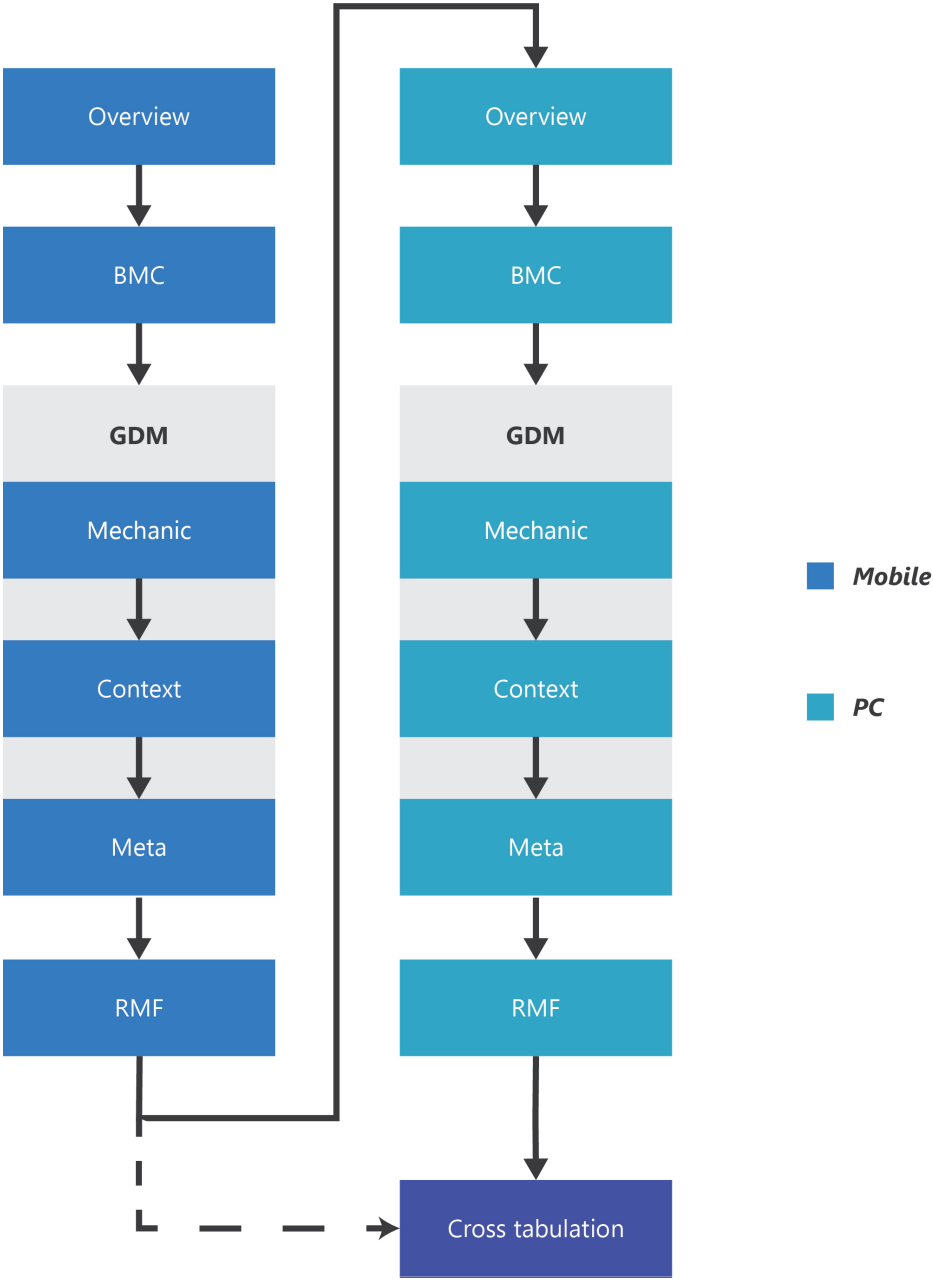 Overview
BMC
GDM
Mechanic
Context
Meta
RMF
Overview
BMC
GDM
Mechanic
Context
Meta
RMF
Cross tabulation
Mobile
PC